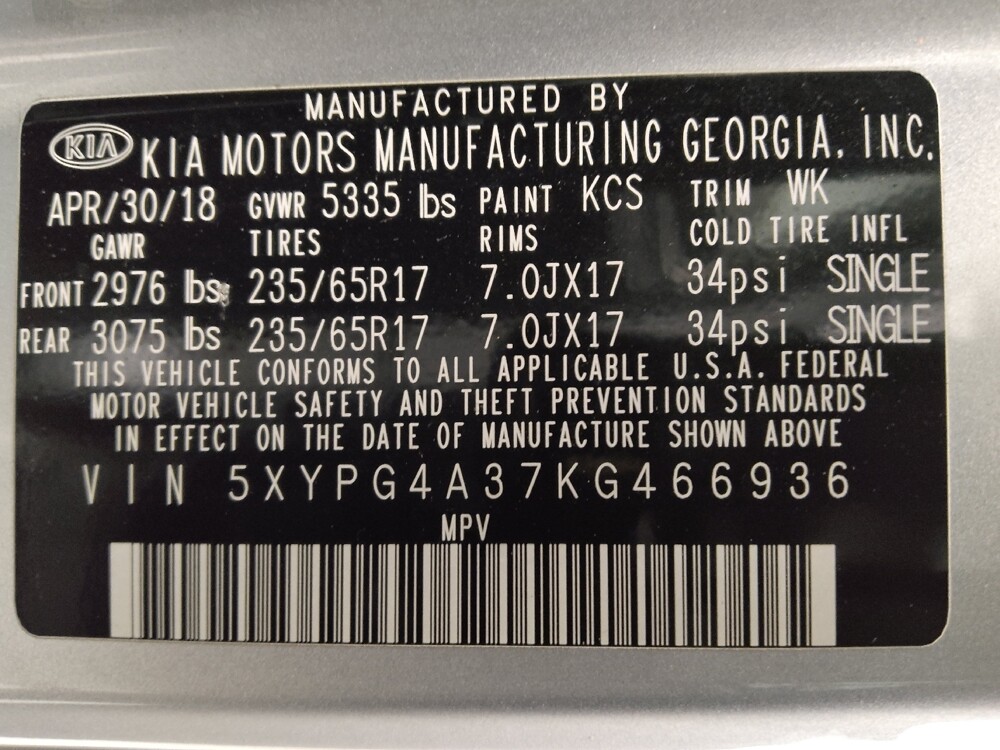 MANUFACTURED BY
KIA KIA MOTORS MANUFACTURING GEORGIA, INC.
APR/30/18 GVWR 5335 lbs PAINT KCS TRIM WK
GAWR TIRES RIMS COLD TIRE INFL
FRONT 2976 lbs 235/65R17 7.0JX17 34psi SINGLE
REAR 3075 lbs 235/65R17 7.0JX17 34psi SINGLE
THIS VEHICLE CONFORMS TO ALL APPLICABLE U.S.A. FEDERAL
MOTOR VEHICLE SAFETY AND THEFT PREVENTION STANDARDS
IN EFFECT ON THE DATE OF MANUFACTURE SHOWN ABOVE
VIN 5XYPG4A37KG466936
MPV